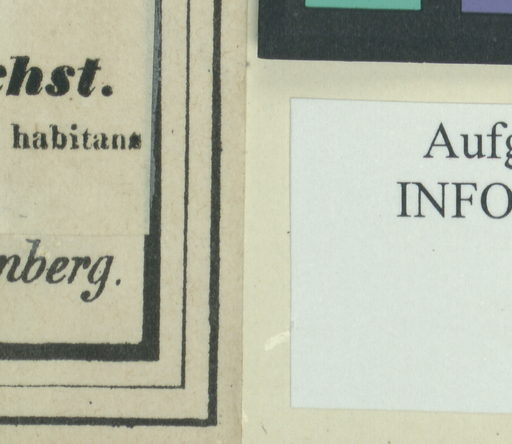 chst.
habitans
nberg.
Aufg
INFO